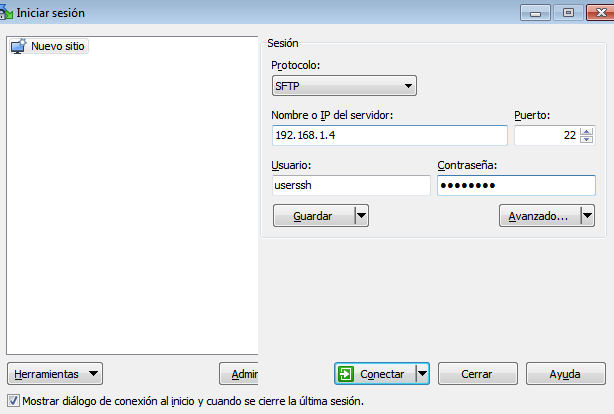 Iniciar sesión
Nuevo sitio
Sesión
Protocolo:
SFTP
Nombre o IP del servidor:
Puerto:
192.168.1.4
22
Usuario:
Contraseña:
userssh
••••••••
Guardar
Avanzado...
Herramientas
Admir
Conectar
Cerrar
Ayuda
Mostrar diálogo de conexión al inicio y cuando se cierre la última sesión.